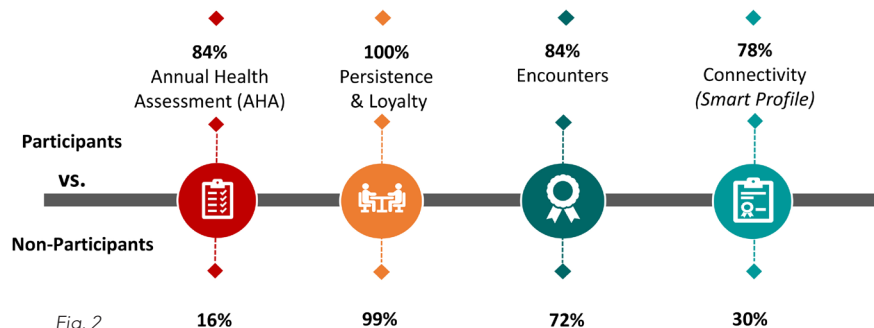 84%
Annual Health
Assessment (AHA)
100%
Persistence
& Loyalty
84%
Encounters
78%
Connectivity
(Smart Profile)
Participants
vs.
Non-Participants
Fig. 2
16%
99%
72%
30%